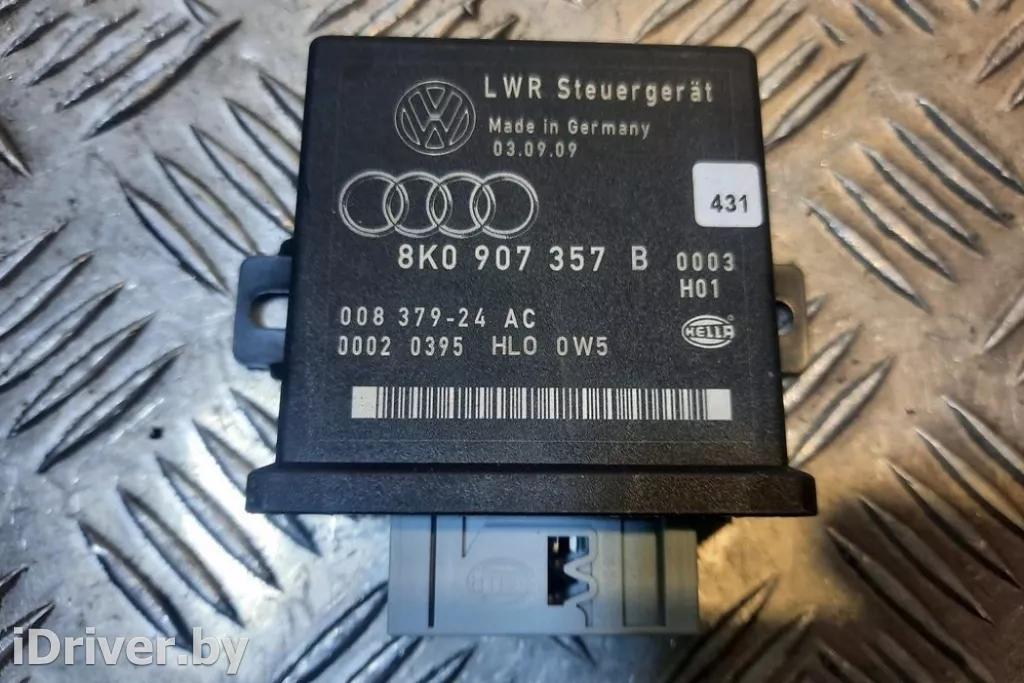 LWR Steuergerät
Made in Germany
03.09.09
431
8K0 907 357 B 0003
H01
008 379-24 AC
HELLA
0002 0395 HL0 0W5
HELLA
iDriver.by